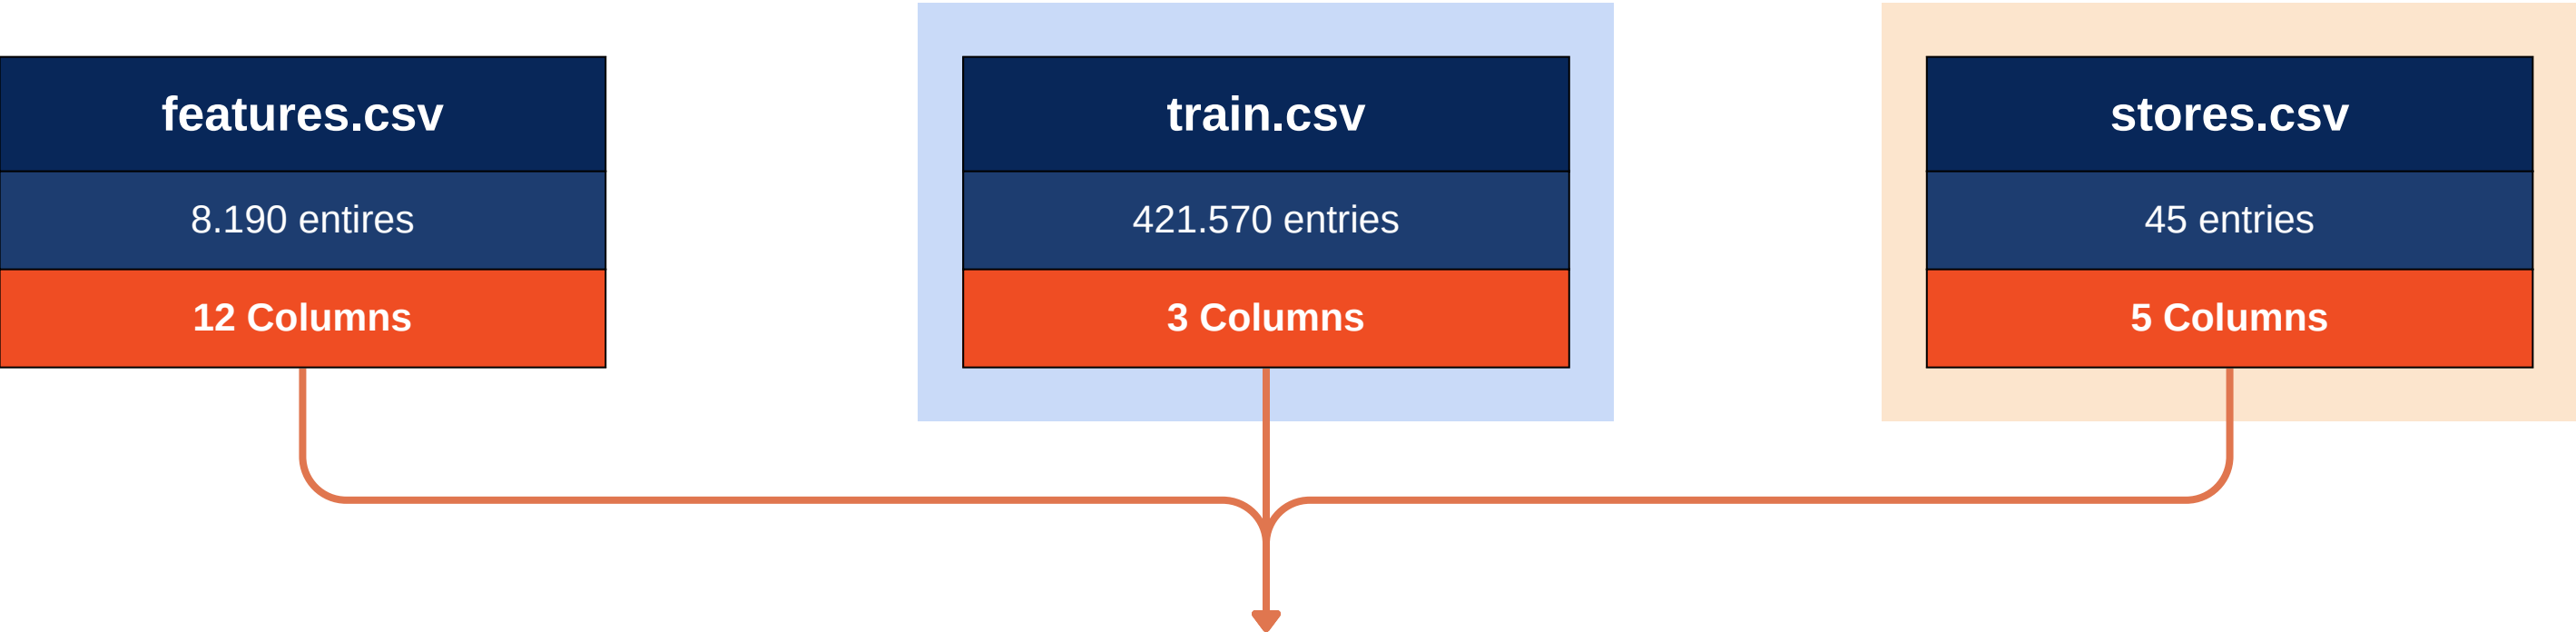 features.csv
8.190 entires
12 Columns
train.csv
421.570 entries
3 Columns
stores.csv
45 entries
5 Columns